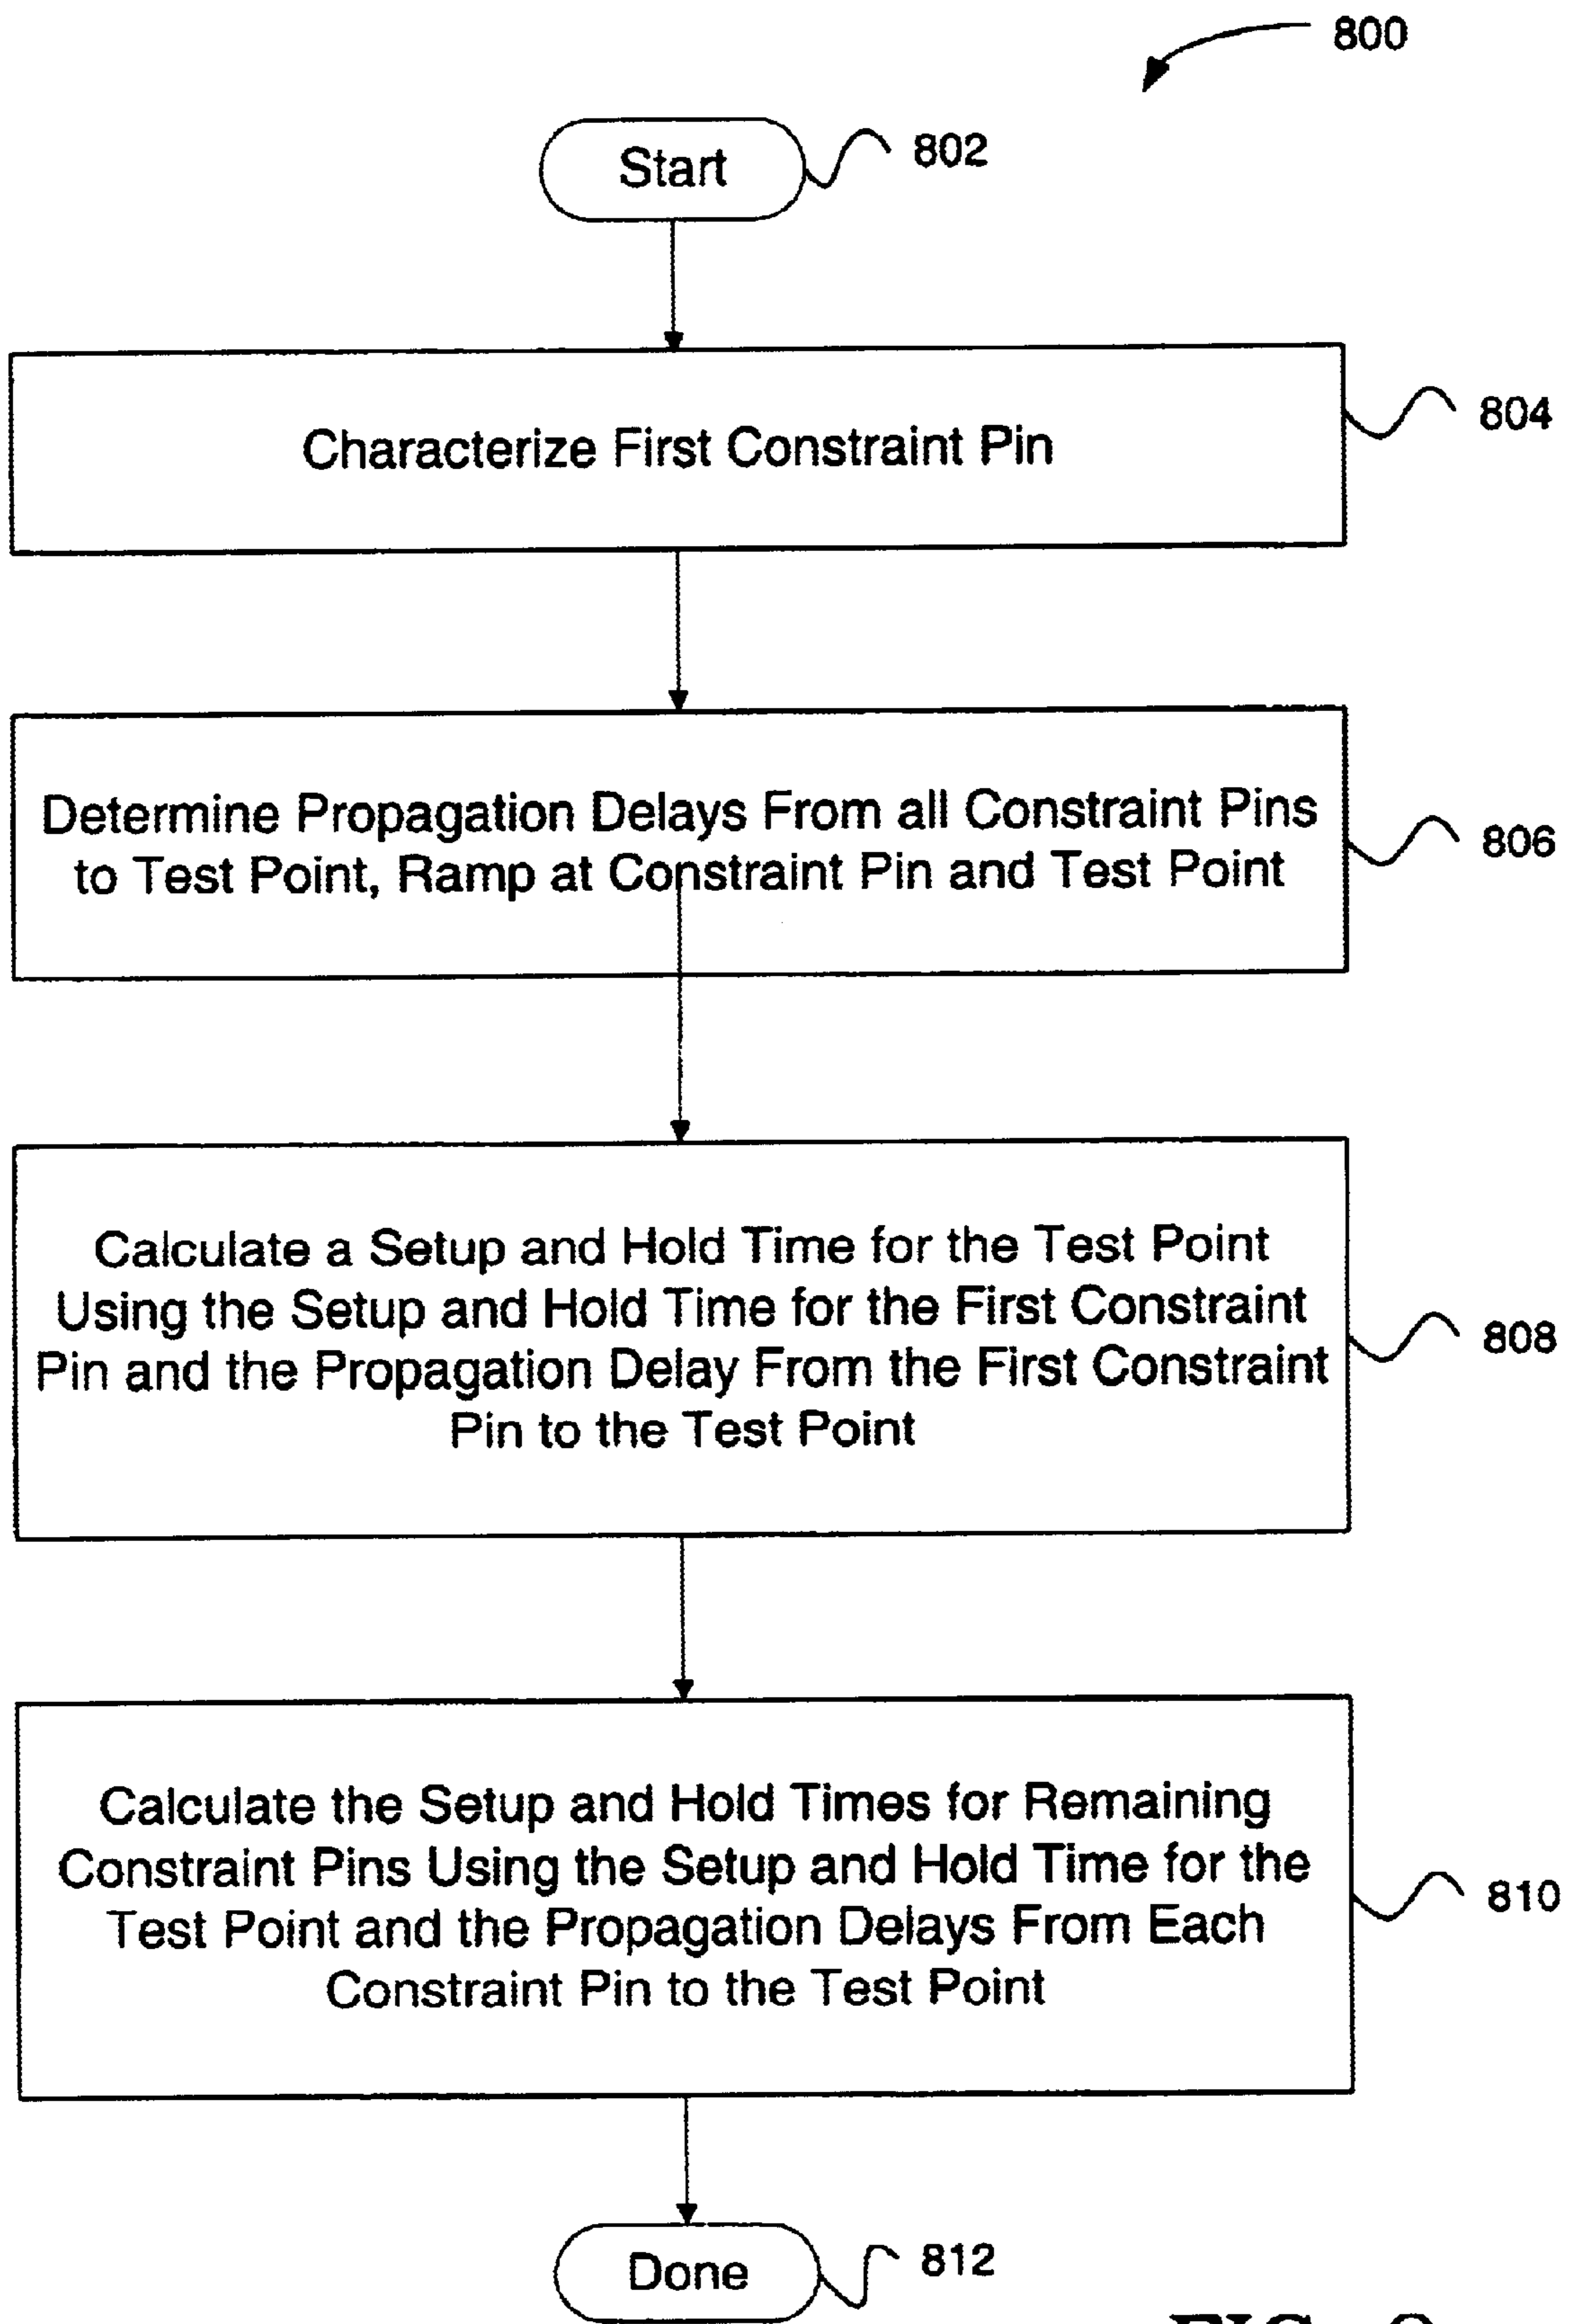 800
Start
802
Characterize First Constraint Pin
804
Determine Propagation Delays From all Constraint Pins
to Test Point, Ramp at Constraint Pin and Test Point
806
Calculate a Setup and Hold Time for the Test Point
Using the Setup and Hold Time for the First Constraint
Pin and the Propagation Delay From the First Constraint
Pin to the Test Point
808
Calculate the Setup and Hold Times for Remaining
Constraint Pins Using the Setup and Hold Time for the
Test Point and the Propagation Delays From Each
Constraint Pin to the Test Point
810
Done
812